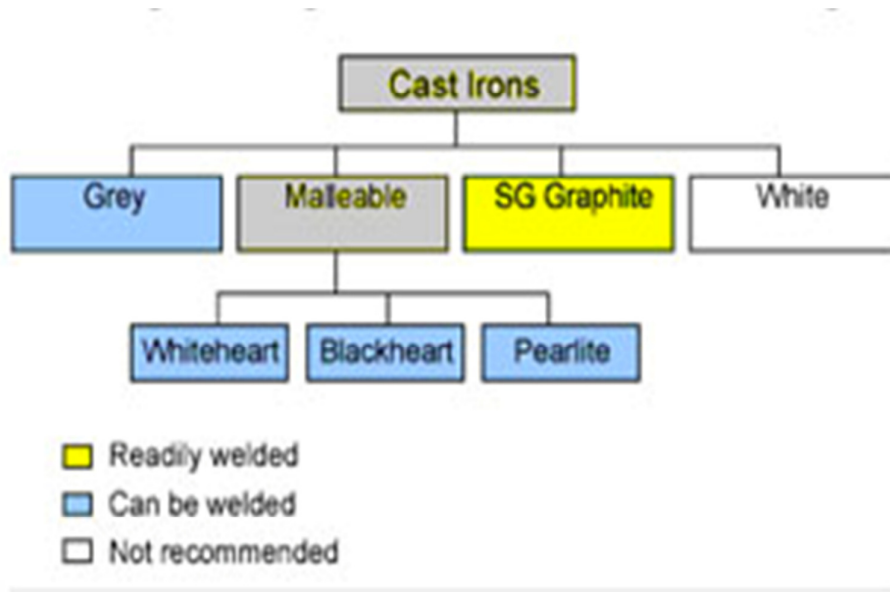 Cast Irons
Grey
Malleable
SG Graphite
White
Whiteheart
Blackheart
Pearlite
Readily welded
Can be welded
Not recommended